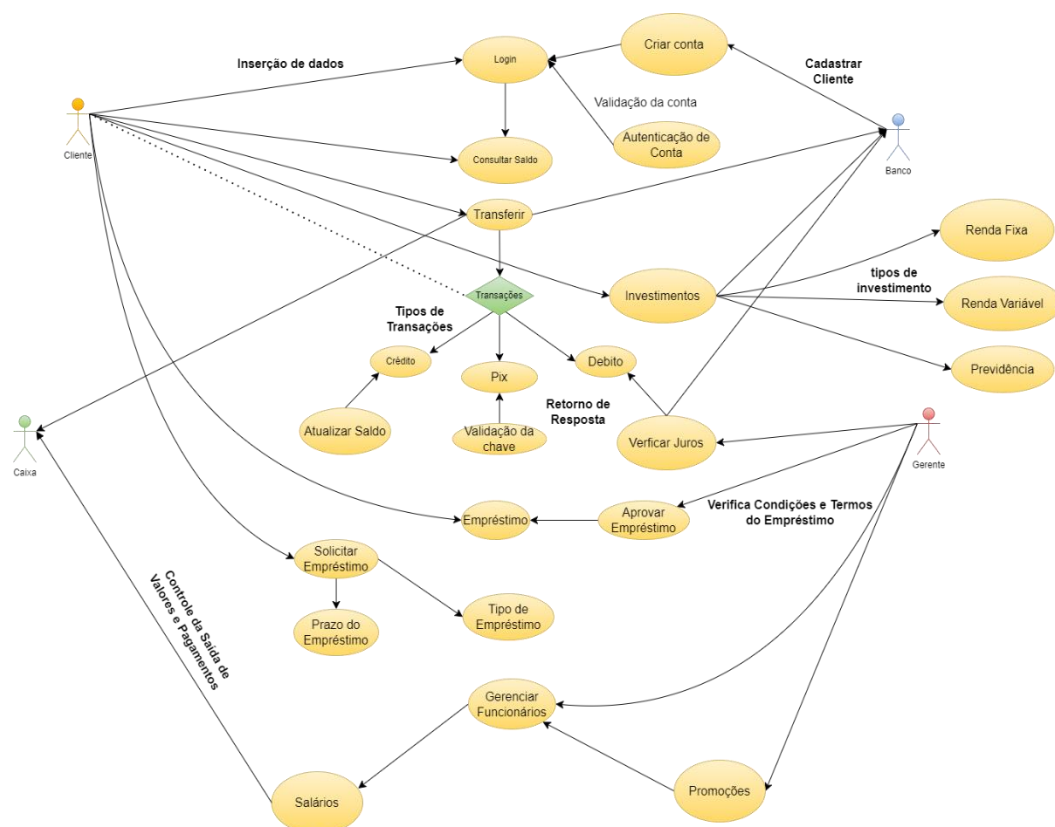 Criar conta
Login
Inserção de dados
Cadastrar
Cliente
Validação da conta
Autenticação de
Conta
Cliente
Consultar Saldo
Banco
Transferir
Renda Fixa
tipos de
investimento
Transações
Investimentos
Renda Variável
Tipos de
Transações
Crédito
Debito
Pix
Previdência
Retorno de
Resposta
Atualizar Saldo
Validação da
chave
Verficar Juros
Caixa
Gerente
Empréstimo
Aprovar
Empréstimo
Verifica Condições e Termos
do Empréstimo
Solicitar
Empréstimo
Controle da Saída de
Valores e Pagamentos
Prazo do
Empréstimo
Tipo de
Empréstimo
Gerenciar
Funcionários
Salários
Promoções